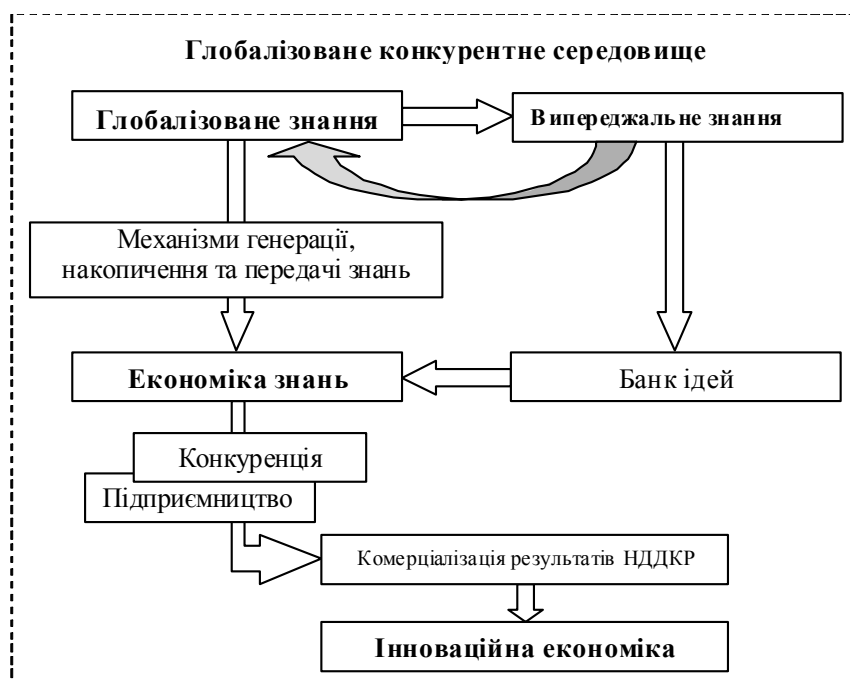 Глобалізоване конкурентне середовище
Глобалізоване знання
Випереджальне знання
Механізми генерації,
накопичення та передачі знань
Економіка знань
Банк ідей
Конкуренція
Підприємництво
Комерціалізація результатів НДДКР
Інноваційна економіка